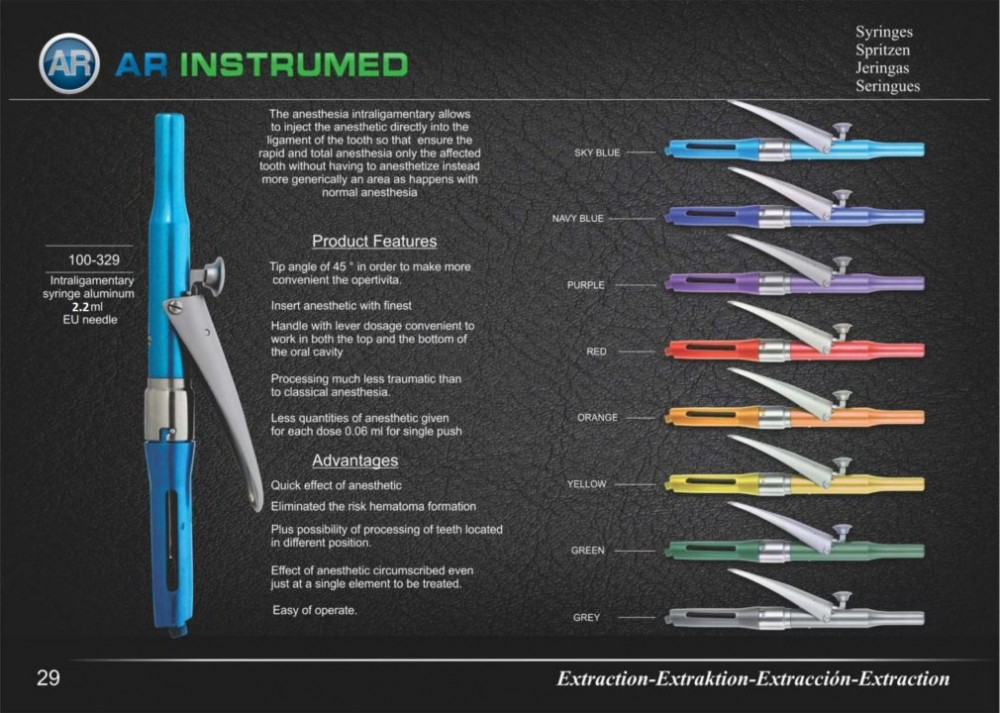 AR
AR INSTRUMED
Syringes
Spritzen
Jeringas
Seringues
The anesthesia intraligamentary allows
to inject the anesthetic directly into the
ligament of the tooth so that ensure the
rapid and total anesthesia only the affected
tooth without having to anesthetize instead
more generically an area as happens with
normal anesthesia
100-329
Intraligamentary
syringe aluminum
2.2ml
EU needle
Product Features
Tip angle of 45 ° in order to make more
convenient the opertivita.
Insert anesthetic with finest
Handle with lever dosage convenient to
work in both the top and the bottom of
the oral cavity
Processing much less traumatic than
to classical anesthesia.
Less quantities of anesthetic given
for each dose 0.06 ml for single push
Advantages
Quick effect of anesthetic
Eliminated the risk hematoma formation
Plus possibility of processing of teeth located
in different position.
Effect of anesthetic circumscribed even
just at a single element to be treated.
Easy of operate.
SKY BLUE
NAVY BLUE
PURPLE
RED
ORANGE
YELLOW
GREEN
GREY
29
Extraction-Extraktion-Extracción-Extraction